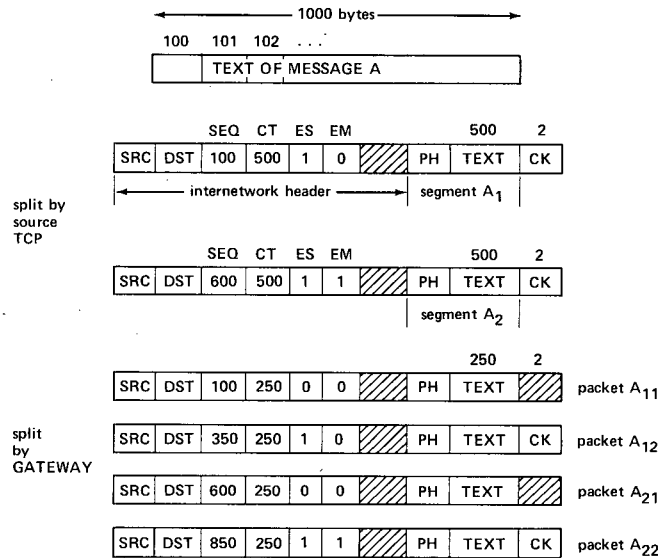 1000 bytes
100 101 102 ...
TEXT OF MESSAGE A
SEQ CT ES EM 500 2
SRC DST 100 500 1 0 PH TEXT CK
internetwork header segment A1
split by
source
TCP
SEQ CT ES EM 500 2
SRC DST 600 500 1 1 PH TEXT CK
segment A2
250 2
SRC DST 100 250 0 0 PH TEXT packet A11
split
by
GATEWAY
SRC DST 350 250 1 0 PH TEXT CK packet A12
SRC DST 600 250 0 0 PH TEXT packet A21
SRC DST 850 250 1 1 PH TEXT CK packet A22